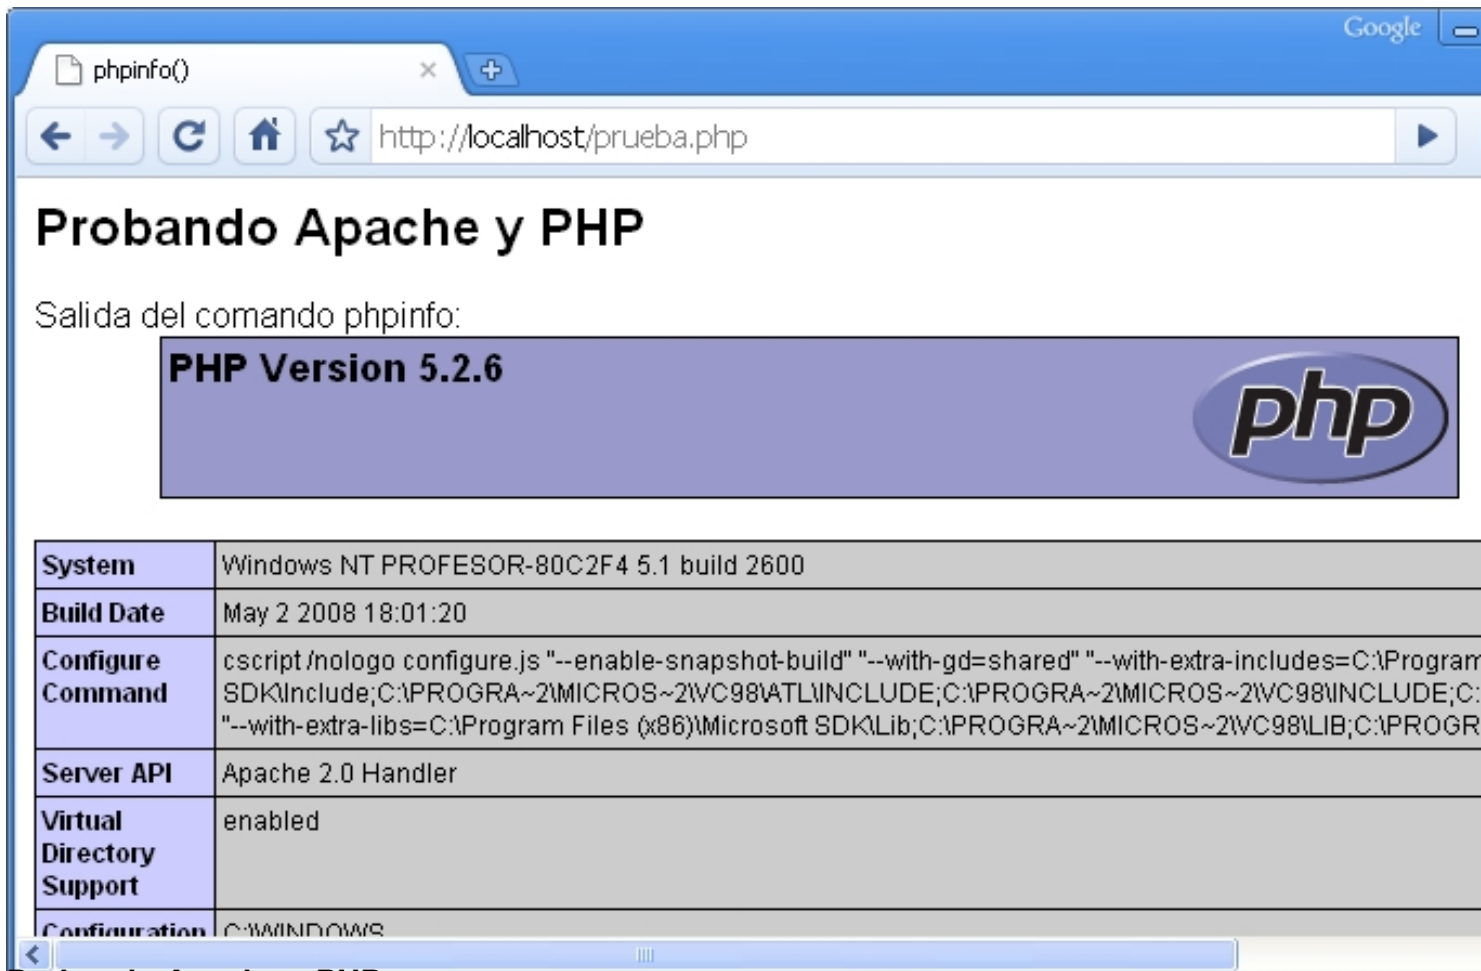 Google
phpinfo()
http://localhost/prueba.php
Probando Apache y PHP
Salida del comando phpinfo:
PHP Version 5.2.6
php
System Windows NT PROFESOR-80C2F4 5.1 build 2600
Build Date May 2 2008 18:01:20
Configure Command cscript /nologo configure.js "--enable-snapshot-build" "--with-gd=shared" "--with-extra-includes=C:\Program
SDK\Include;C:\PROGRA~2\MICROS~2\VC98\ATL\INCLUDE;C:\PROGRA~2\MICROS~2\VC98\INCLUDE;C:
"--with-extra-libs=C:\Program Files (x86)\Microsoft SDK\Lib;C:\PROGRA~2\MICROS~2\VC98\LIB;C:\PROGR
Server API Apache 2.0 Handler
Virtual Directory Support enabled
Configuration C:\WINDOWS